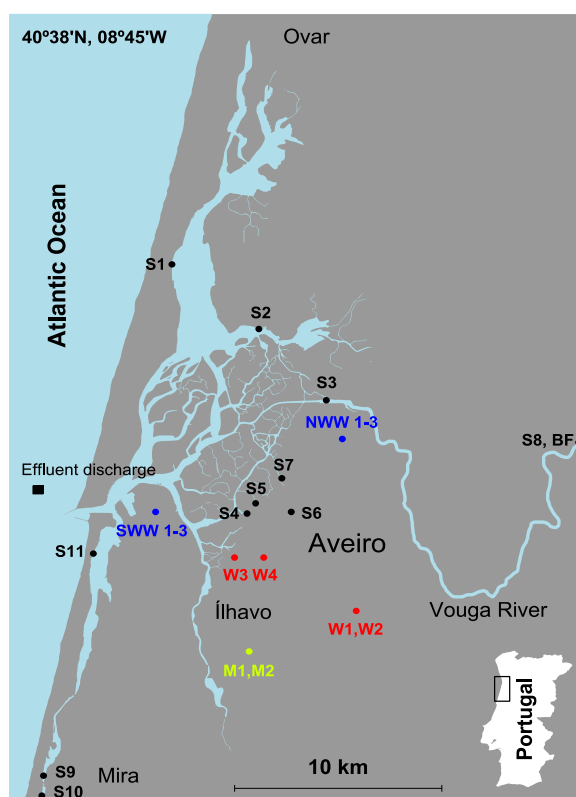 40°38'N, 08°45'W
Ovar
Atlantic Ocean
S1
S2
S3
NWW 1-3
S8, BF
Effluent discharge
S7
S5
S4
S6
SWW 1-3
Aveiro
S11
W3 W4
Ílhavo
Vouga River
W1,W2
M1,M2
Portugal
10 km
S9
Mira
S10